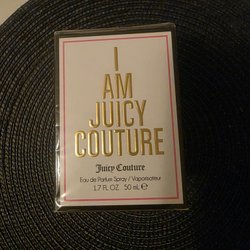 I
AM
JUICY
COUTURE
Juicy Couture
Eau de Parfum Spray / Vaporisateur
1.7 FL.OZ. 50 mL ℮